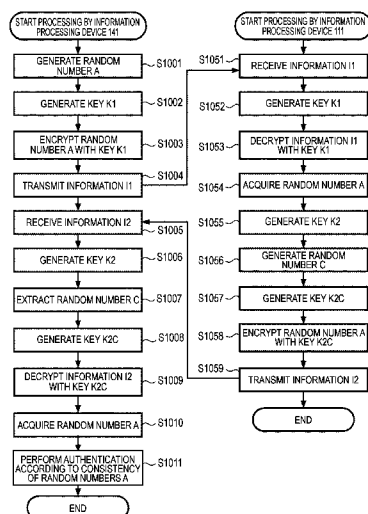 START PROCESSING BY INFORMATION
PROCESSING DEVICE 141
GENERATE RANDOM
NUMBER A
S1001
GENERATE KEY K1
S1002
ENCRYPT RANDOM
NUMBER A WITH KEY K1
S1003
TRANSMIT INFORMATION I1
S1004
RECEIVE INFORMATION I2
S1005
GENERATE KEY K2
S1006
EXTRACT RANDOM NUMBER C
S1007
GENERATE KEY K2C
S1008
DECRYPT INFORMATION I2
WITH KEY K2C
S1009
ACQUIRE RANDOM NUMBER A
S1010
PERFORM AUTHENTICATION
ACCORDING TO CONSISTENCY
OF RANDOM NUMBERS A
S1011
END
START PROCESSING BY INFORMATION
PROCESSING DEVICE 111
S1051
RECEIVE INFORMATION I1
S1052
GENERATE KEY K1
S1053
DECRYPT INFORMATION I1
WITH KEY K1
S1054
ACQUIRE RANDOM NUMBER A
S1055
GENERATE KEY K2
S1056
GENERATE RANDOM
NUMBER C
S1057
GENERATE KEY K2C
S1058
ENCRYPT RANDOM NUMBER A
WITH KEY K2C
S1059
TRANSMIT INFORMATION I2
END